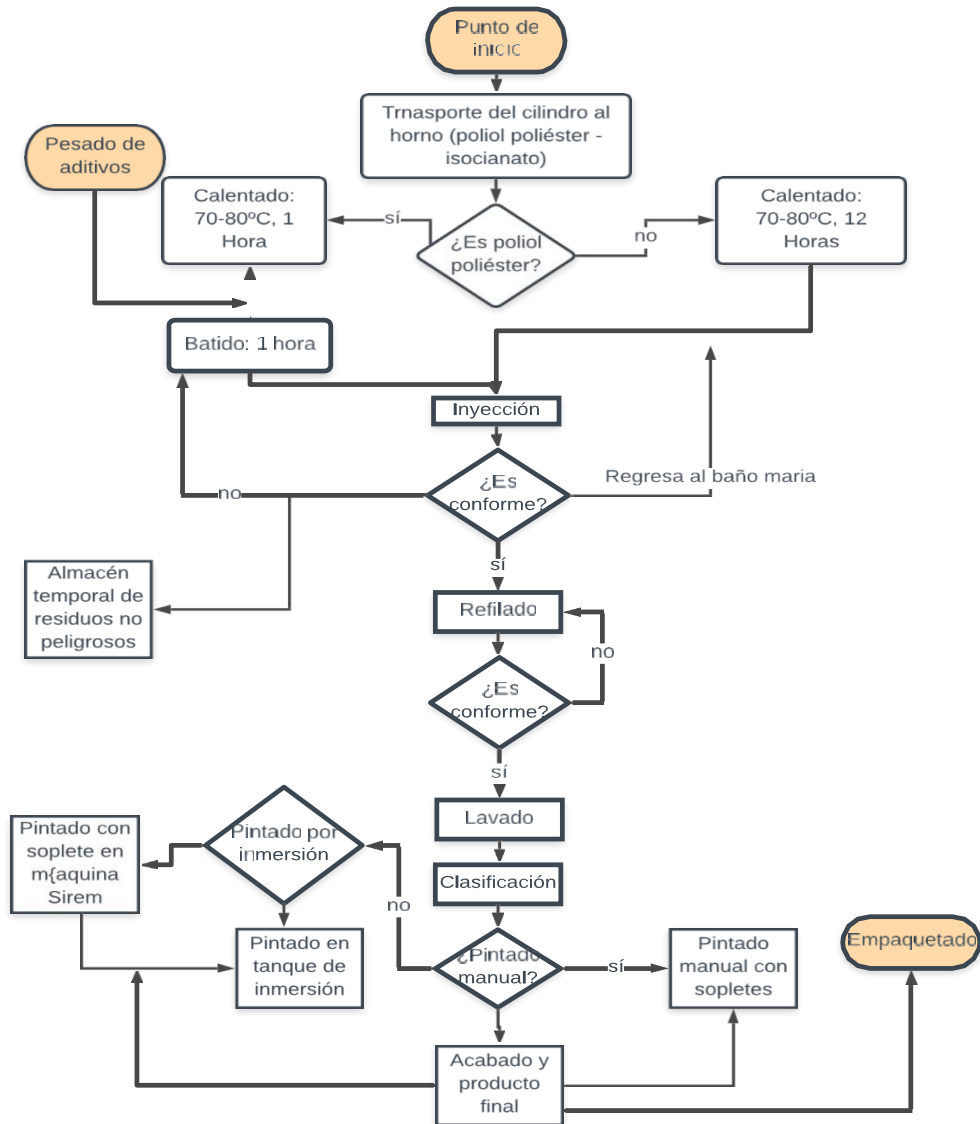 Punto de
inicio
Trnasporte del cilindro al
horno (poliol poliéster -
isocianato)
Pesado de
aditivos
Calentado:
70-80ºC, 1
Hora
sí
¿Es poliol
poliéster?
no
Calentado:
70-80ºC, 12
Horas
Batido: 1 hora
Inyección
¿Es
conforme?
no
Regresa al baño maria
sí
Almacén
temporal de
residuos no
peligrosos
Refilado
no
¿Es
conforme?
sí
Lavado
Clasificación
Pintado con
soplete en
m{aquina
Sirem
Pintado por
inmersión
no
Pintado en
tanque de
inmersión
¿Pintado
manual?
sí
Pintado
manual con
sopletes
Empaquetado
Acabado y
producto
final